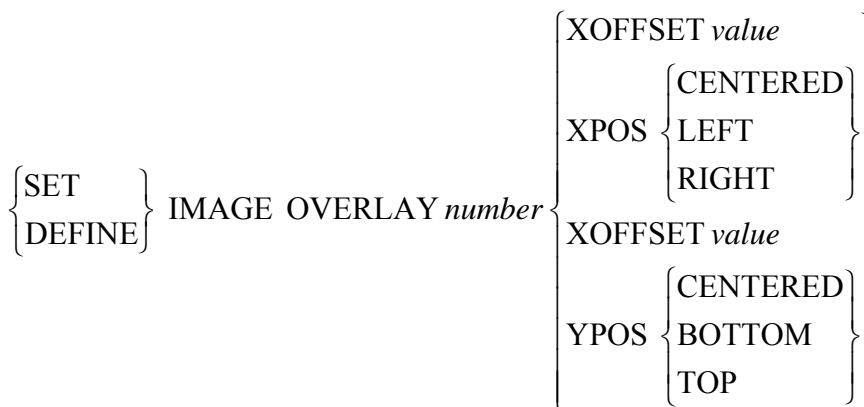 XOFFSET value
CENTERED
XPOS LEFT
RIGHT
SET
DEFINE
IMAGE OVERLAY number
XOFFSET value
CENTERED
YPOS BOTTOM
TOP